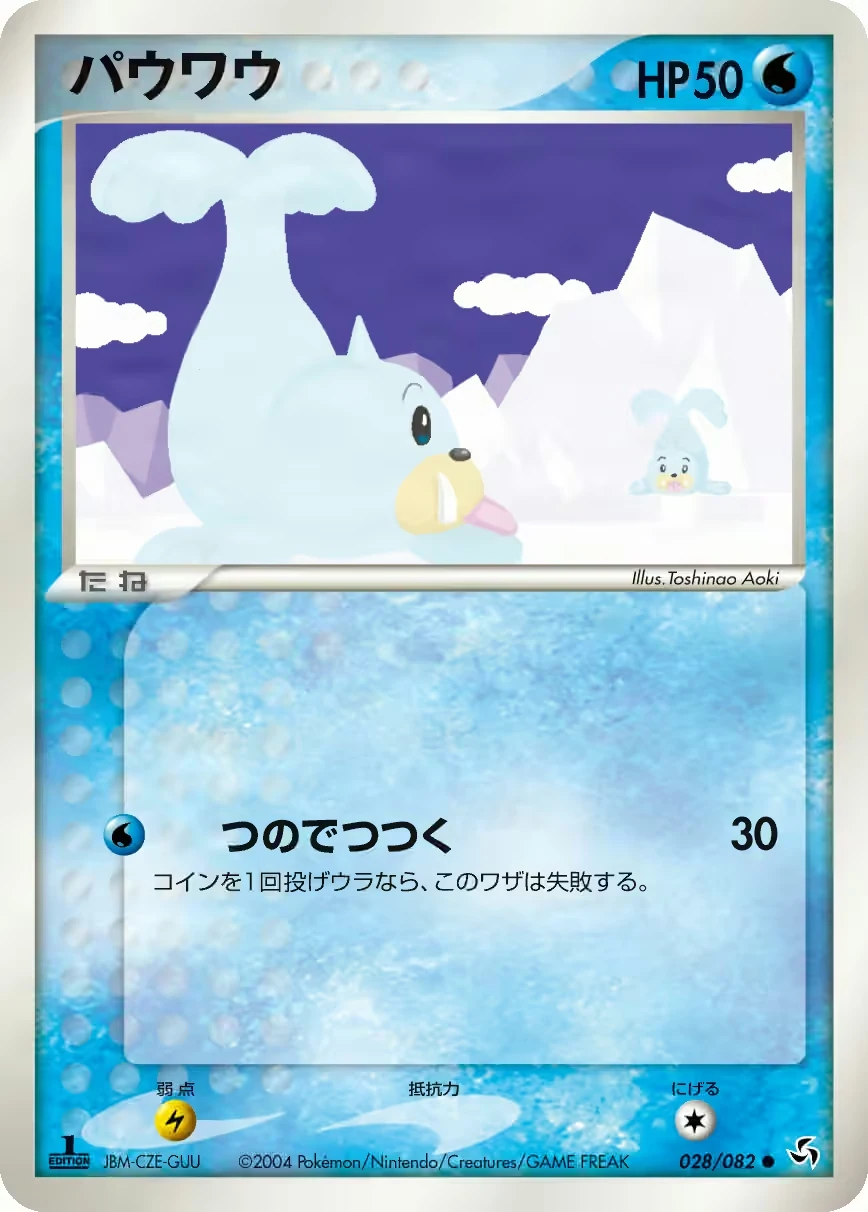 パウワウ HP50
たね Illus.Toshinao Aoki
つのでつつく 30
コインを1回投げウラなら、このワザは失敗する。
弱点 抵抗力 にげる
1 EDITION JBM-CZE-GUU ©2004 Pokémon/Nintendo/Creatures/GAME FREAK 028/082